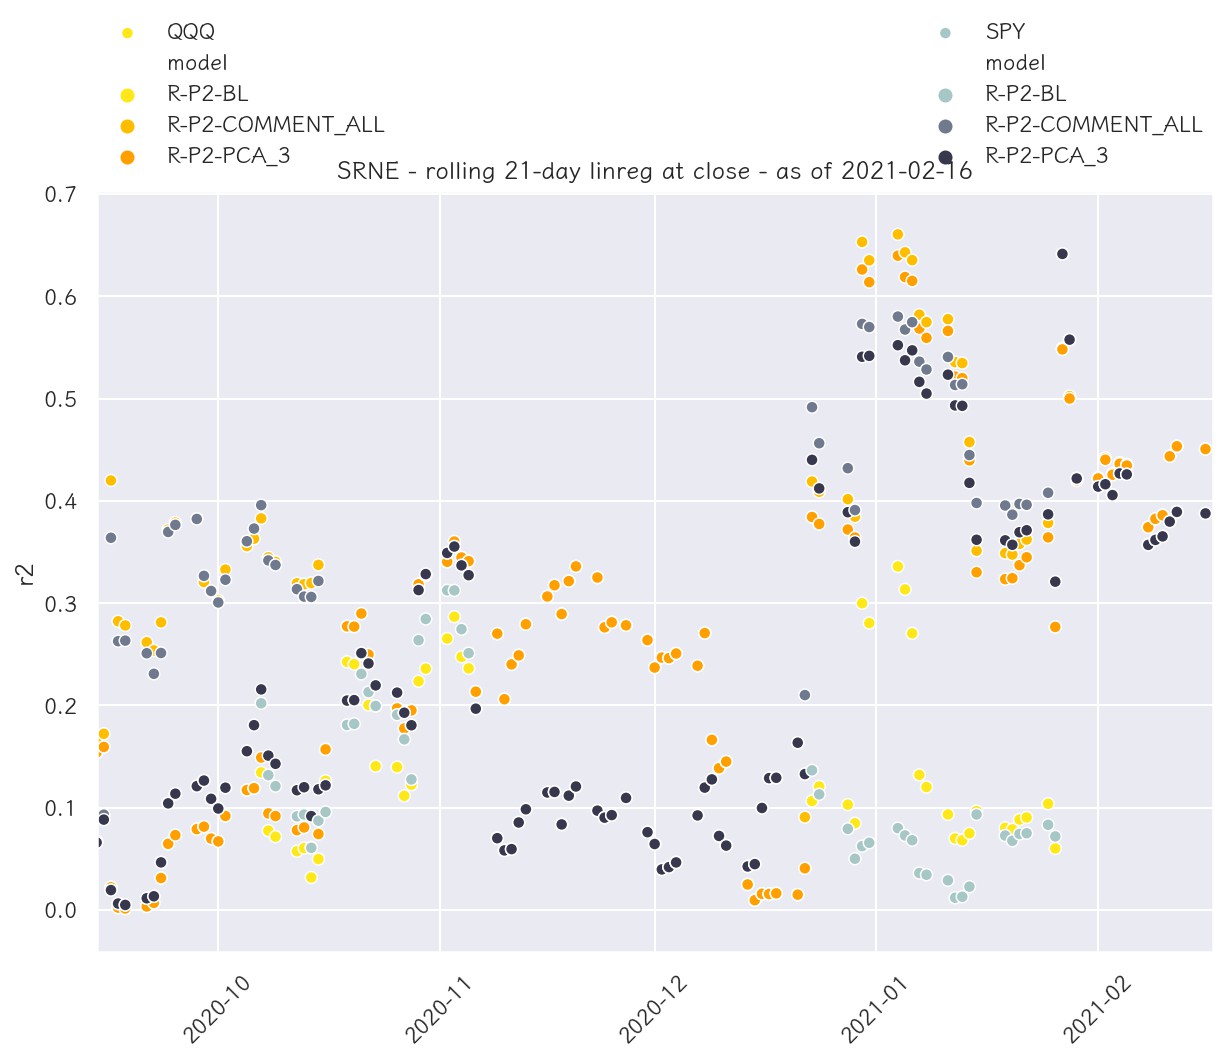 QQQ
model
R-P2-BL
R-P2-COMMENT_ALL
R-P2-PCA_3
SPY
model
R-P2-BL
R-P2-COMMENT_ALL
R-P2-PCA_3
SRNE - rolling 21-day linreg at close - as of 2021-02-16
0.7
0.6
0.5
0.4
0.3
0.2
0.1
0.0
r2
2020-10
2020-11
2020-12
2021-01
2021-02